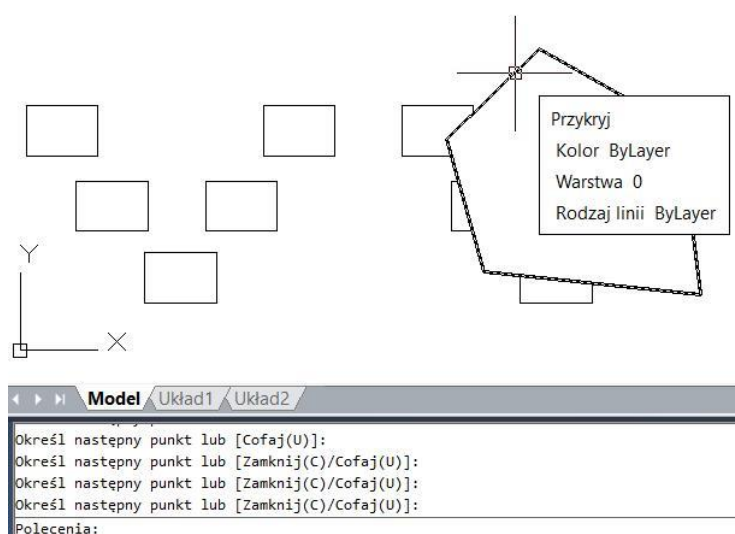 Przykryj
Kolor ByLayer
Warstwa 0
Rodzaj linii ByLayer
Y
X
Model Układ1 Układ2
Określ następny punkt lub [Cofaj(U)]:
Określ następny punkt lub [Zamknij(C)/Cofaj(U)]:
Określ następny punkt lub [Zamknij(C)/Cofaj(U)]:
Określ następny punkt lub [Zamknij(C)/Cofaj(U)]:
Polecenia: